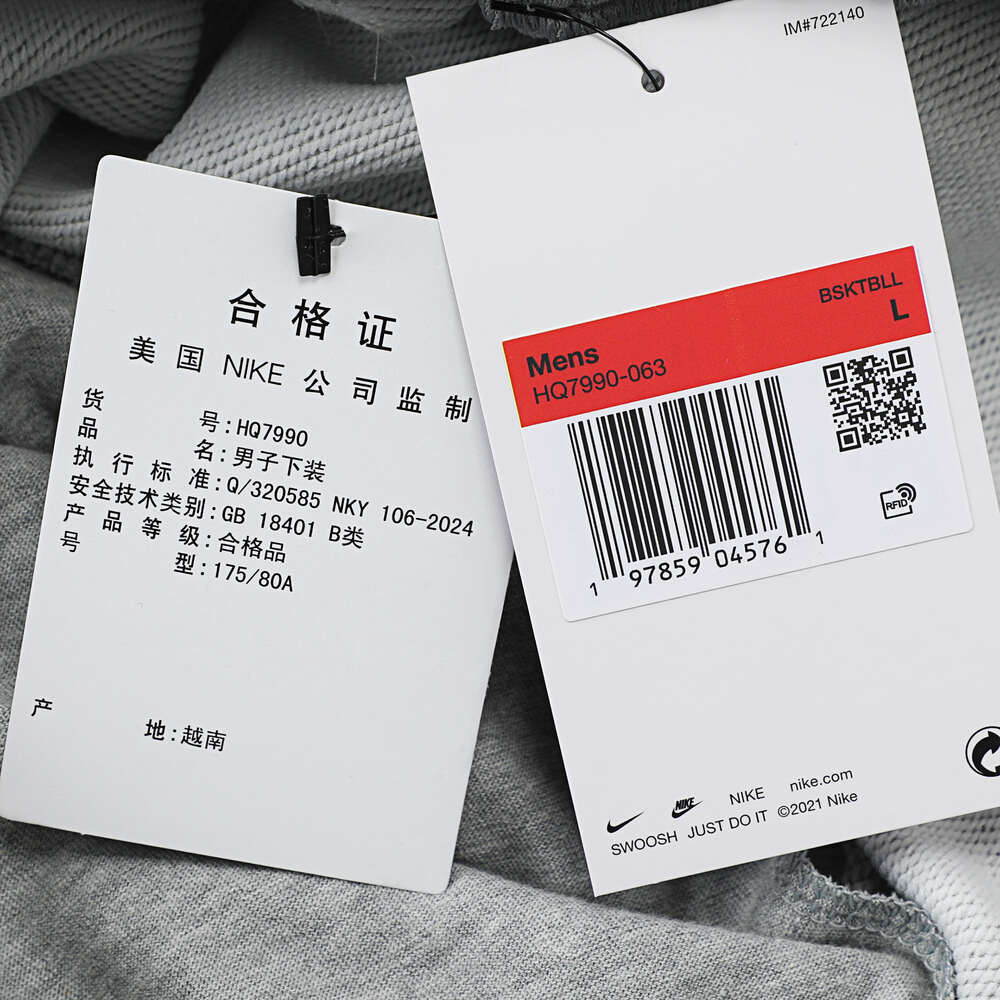 合格证
美国 NIKE 公司监制
货号:HQ7990
品名:男子下装
执行标准:Q/320585 NKY 106-2024
安全技术类别:GB 18401 B类
产品等级:合格品
号型:175/80A
产地:越南
IM#722140
BSKTBLL
L
Mens
HQ7990-063
RFID
1 97859 04576 1
NIKE NIKE nike.com
SWOOSH JUST DO IT ©2021 Nike